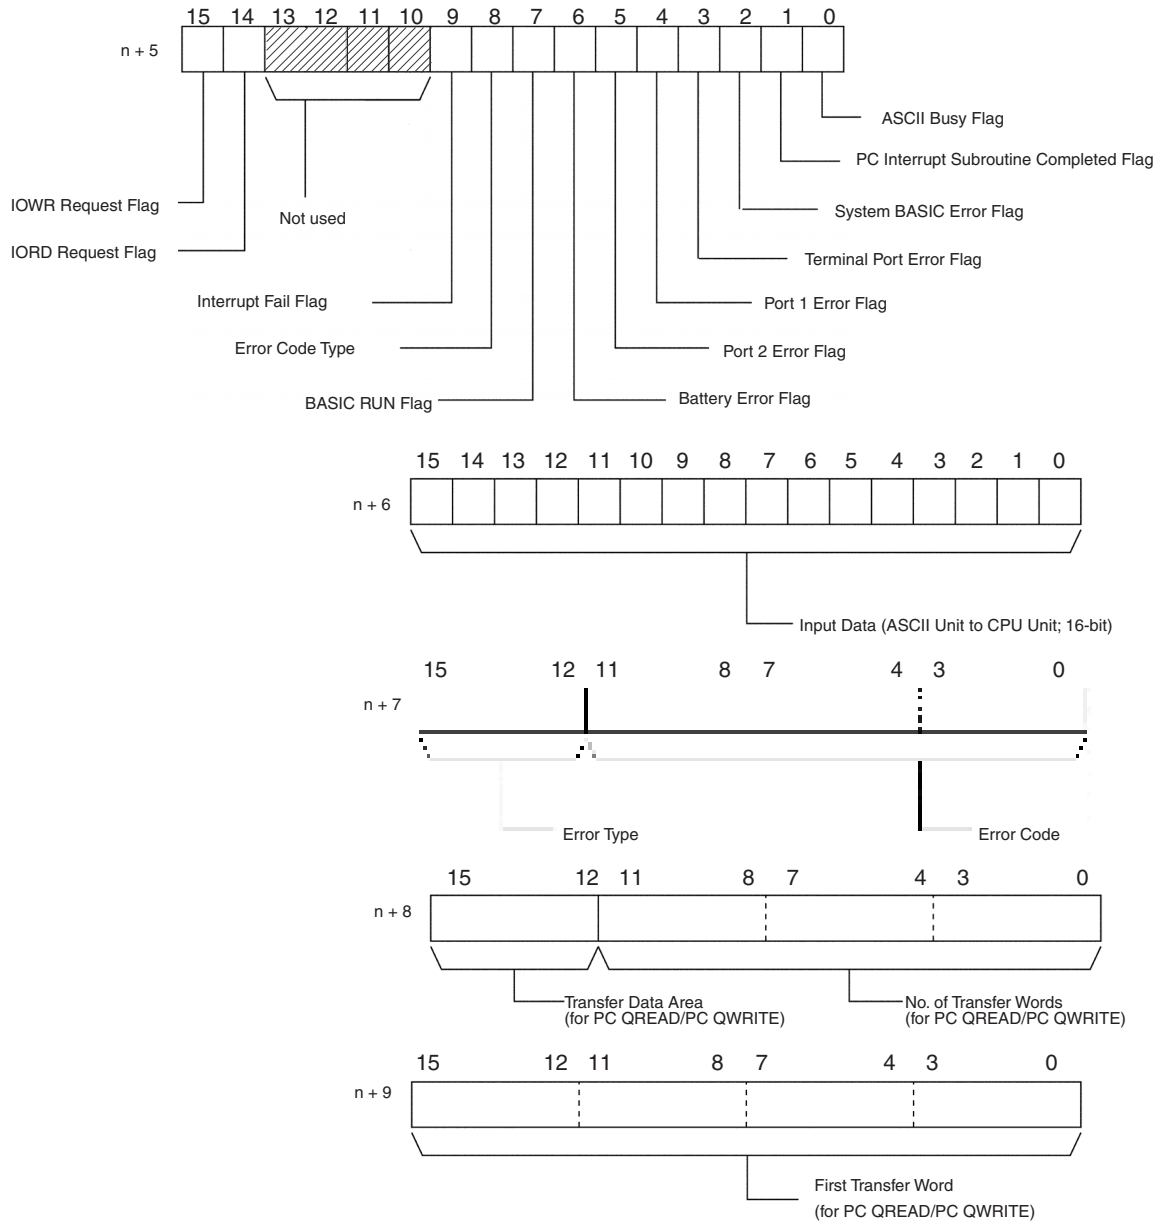 15 14 13 12 11 10 9 8 7 6 5 4 3 2 1 0
n + 5
ASCII Busy Flag
PC Interrupt Subroutine Completed Flag
IOWR Request Flag
System BASIC Error Flag
Not used
IORD Request Flag
Terminal Port Error Flag
Interrupt Fail Flag
Port 1 Error Flag
Error Code Type
Port 2 Error Flag
BASIC RUN Flag
Battery Error Flag
15 14 13 12 11 10 9 8 7 6 5 4 3 2 1 0
n + 6
Input Data (ASCII Unit to CPU Unit; 16-bit)
15 12 11 8 7 4 3 0
n + 7
Error Type
Error Code
15 12 11 8 7 4 3 0
n + 8
Transfer Data Area
(for PC QREAD/PC QWRITE)
No. of Transfer Words
(for PC QREAD/PC QWRITE)
15 12 11 8 7 4 3 0
n + 9
First Transfer Word
(for PC QREAD/PC QWRITE)